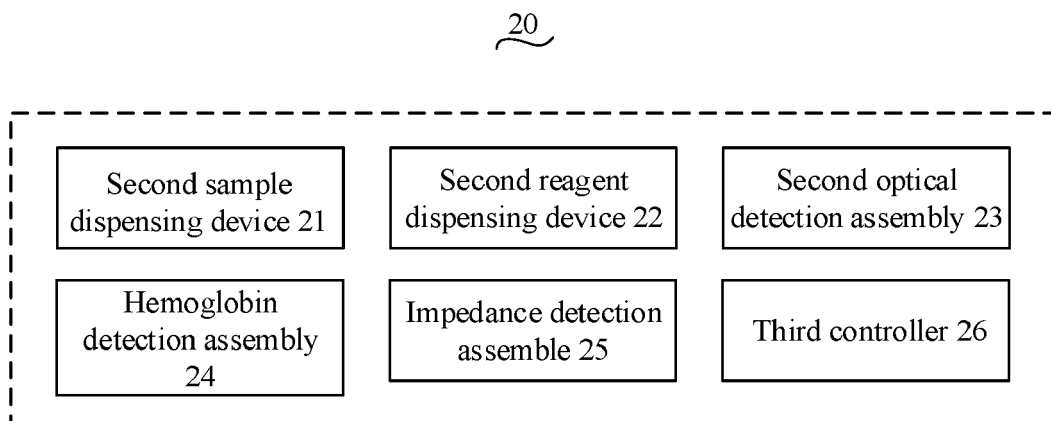 20
Second sample
dispensing device 21
Second reagent
dispensing device 22
Second optical
detection assembly 23
Hemoglobin
detection assembly
24
Impedance detection
assemble 25
Third controller 26